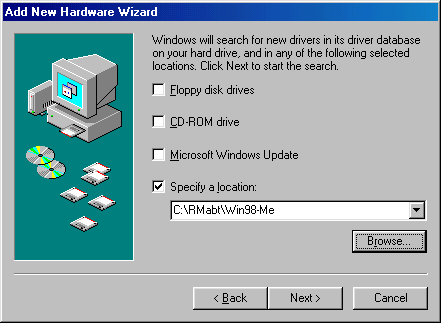 Add New Hardware Wizard
Windows will search for new drivers in its driver database
on your hard drive, and in any of the following selected
locations. Click Next to start the search.
Floppy disk drives
CD-ROM drive
Microsoft Windows Update
Specify a location:
C:\RMabt\Win98-Me
Browse...
< Back
Next >
Cancel